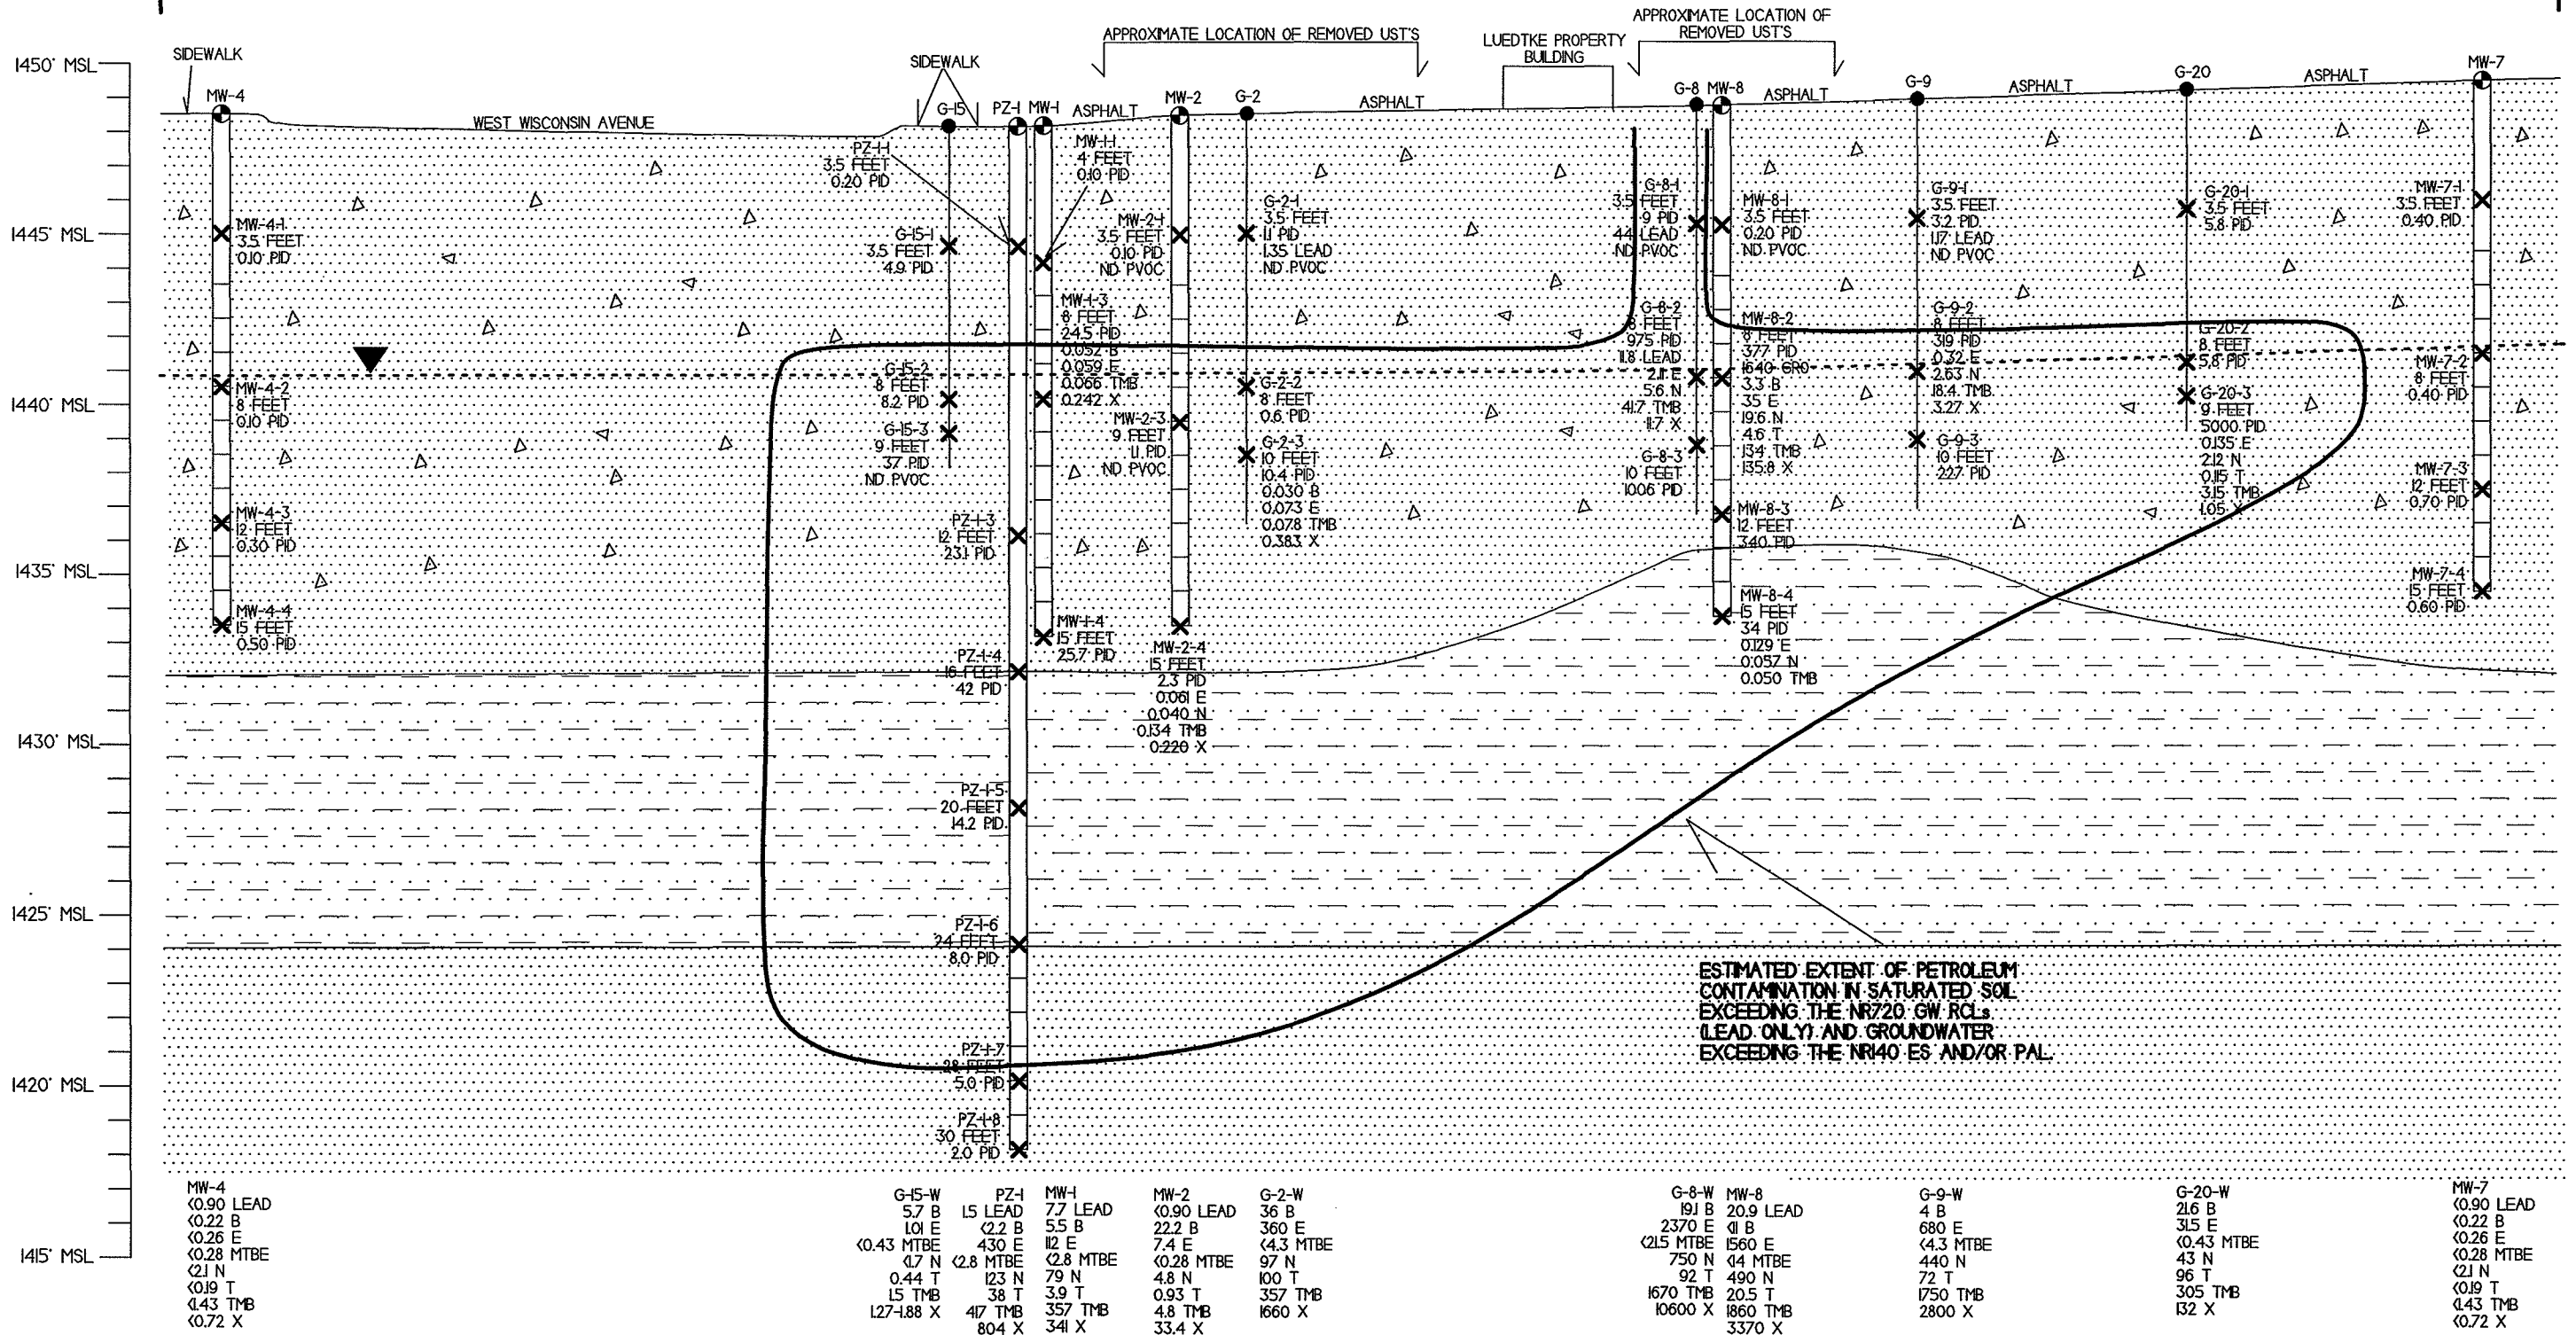 APPROXIMATE LOCATION OF
REMOVED UST'S
APPROXIMATE LOCATION OF REMOVED UST'S
LUEDTKE PROPERTY
BUILDING
SIDEWALK
SIDEWALK
1450' MSL
1445' MSL
1440' MSL
1435' MSL
1430' MSL
1425' MSL
1420' MSL
1415' MSL
MW-4
WEST WISCONSIN AVENUE
G-15
PZ-1
MW-1
ASPHALT
MW-2
G-2
ASPHALT
G-8
MW-8
ASPHALT
G-9
ASPHALT
G-20
ASPHALT
MW-7
MW-4-1
3.5 FEET
0.10 PID
MW-4-2
8 FEET
0.10 PID
MW-4-3
12 FEET
0.30 PID
MW-4-4
15 FEET
0.50 PID
G-15-1
3.5 FEET
4.9 PID
G-15-2
8 FEET
8.2 PID
G-15-3
9 FEET
37 PID
ND PVOC
PZ-1-1
3.5 FEET
0.20 PID
PZ-1-3
12 FEET
23.1 PID
PZ-1-4
16 FEET
42 PID
PZ-1-5
20 FEET
14.2 PID
PZ-1-6
24 FEET
8.0 PID
PZ-1-7
28 FEET
5.0 PID
PZ-1-8
30 FEET
2.0 PID
MW-1-1
4 FEET
0.10 PID
MW-1-3
8 FEET
24.5 PID
0.052 B
0.059 E
0.066 TMB
0.242 X
MW-1-4
15 FEET
25.7 PID
MW-2-1
3.5 FEET
0.10 PID
ND PVOC
MW-2-3
9 FEET
11 PID
ND PVOC
MW-2-4
15 FEET
2.3 PID
0.061 E
0.040 N
0.134 TMB
0.220 X
G-2-1
3.5 FEET
1.1 PID
1.35 LEAD
ND PVOC
G-2-2
8 FEET
0.6 PID
G-2-3
10 FEET
10.4 PID
0.030 B
0.073 E
0.078 TMB
0.383 X
G-8-1
3.5 FEET
9 PID
44 LEAD
ND PVOC
G-8-2
8 FEET
975 PID
11.8 LEAD
2.11 E
5.6 N
41.7 TMB
11.7 X
G-8-3
10 FEET
1006 PID
MW-8-1
3.5 FEET
0.20 PID
ND PVOC
MW-8-2
8 FEET
377 PID
1640 GRO
3.3 B
35 E
19.6 N
4.6 T
134 TMB
135.8 X
MW-8-3
12 FEET
340 PID
MW-8-4
15 FEET
34 PID
0.129 E
0.057 N
0.050 TMB
G-9-1
3.5 FEET
3.2 PID
1.17 LEAD
ND PVOC
G-9-2
8 FEET
319 PID
0.32 E
2.63 N
18.4 TMB
3.27 X
G-9-3
10 FEET
227 PID
G-20-1
3.5 FEET
5.8 PID
G-20-2
8 FEET
5.8 PID
G-20-3
9 FEET
5000 PID
0.135 E
2.12 N
0.115 T
3.15 TMB
1.05 X
MW-7-1
3.5 FEET
0.40 PID
MW-7-2
8 FEET
0.40 PID
MW-7-3
12 FEET
0.70 PID
MW-7-4
15 FEET
0.60 PID
ESTIMATED EXTENT OF PETROLEUM
CONTAMINATION IN SATURATED SOIL
EXCEEDING THE NR720 GW RCLs
(LEAD ONLY) AND GROUNDWATER
EXCEEDING THE NR140 ES AND/OR PAL.
MW-4
<0.90 LEAD
<0.22 B
<0.26 E
<0.28 MTBE
<2.1 N
<0.19 T
<1.43 TMB
<0.72 X
G-15-W
5.7 B
1.01 E
<0.43 MTBE
<1.7 N
0.44 T
1.5 TMB
1.27-1.88 X
PZ-1
1.5 LEAD
<2.2 B
430 E
<2.8 MTBE
123 N
38 T
417 TMB
804 X
MW-1
7.7 LEAD
5.5 B
112 E
<2.8 MTBE
79 N
3.9 T
357 TMB
341 X
MW-2
<0.90 LEAD
22.2 B
7.4 E
<0.28 MTBE
4.8 N
0.93 T
4.8 TMB
33.4 X
G-2-W
36 B
360 E
<4.3 MTBE
97 N
100 T
357 TMB
1660 X
G-8-W
19.1 B
2370 E
<21.5 MTBE
750 N
92 T
1670 TMB
10600 X
MW-8
20.9 LEAD
<11 B
1560 E
<14 MTBE
490 N
20.5 T
1860 TMB
3370 X
G-9-W
4 B
680 E
<4.3 MTBE
440 N
72 T
1750 TMB
2800 X
G-20-W
21.6 B
31.5 E
<0.43 MTBE
43 N
96 T
305 TMB
132 X
MW-7
<0.90 LEAD
<0.22 B
<0.26 E
<0.28 MTBE
<2.1 N
<0.19 T
<1.43 TMB
<0.72 X